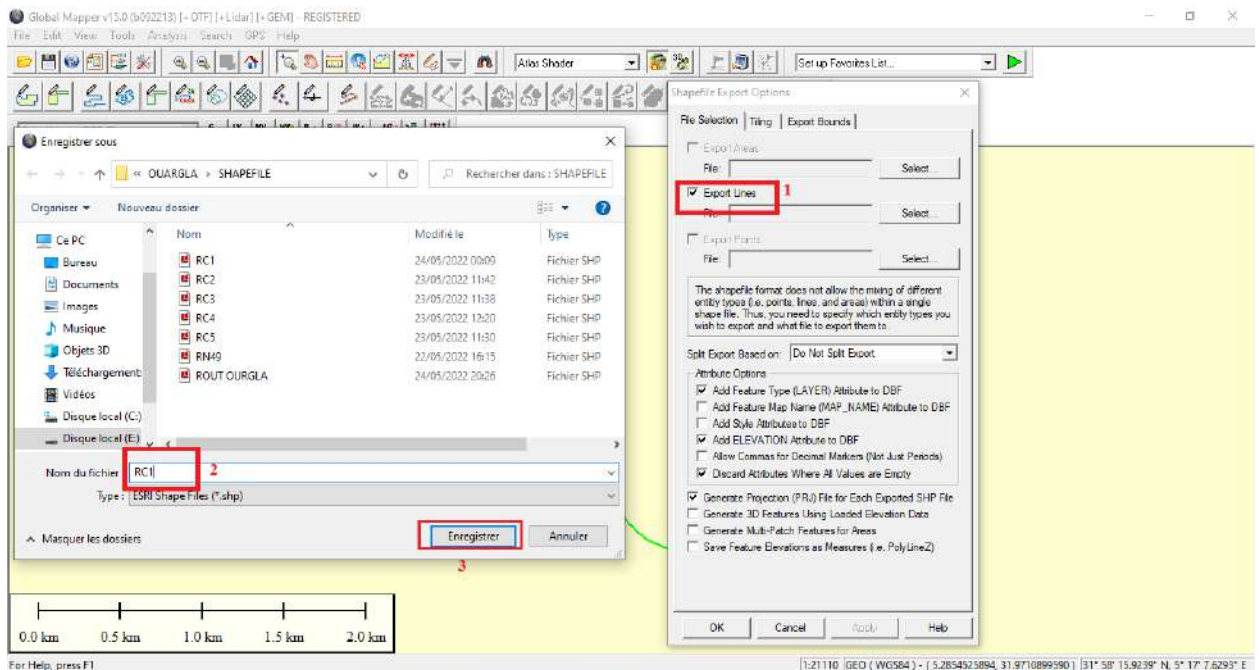 Global Mapper v15.0 (b092213) [+OTF] [+Lidar] [+GEM] - REGISTERED
File Edit View Tools Analysis Search GPS Help
Atlas Shader
Set up Favorites List...
Enregistrer sous
« OUARGLA › SHAPEFILE
Rechercher dans : SHAPEFILE
Organiser
Nouveau dossier
Nom
Modifié le
Type
Ce PC
Bureau
Documents
Images
Musique
Objets 3D
Téléchargement
Vidéos
Disque local (C:)
Disque local (E:)
RC1 24/05/2022 00:09 Fichier SHP
RC2 23/05/2022 11:42 Fichier SHP
RC3 23/05/2022 11:38 Fichier SHP
RC4 23/05/2022 12:20 Fichier SHP
RC5 23/05/2022 11:30 Fichier SHP
RN49 22/05/2022 16:15 Fichier SHP
ROUT OURGLA 24/05/2022 20:26 Fichier SHP
Nom du fichier RC1 2
Type : ESRI Shape Files (*.shp)
Masquer les dossiers
Enregistrer
Annuler
3
Shapefile Export Options
File Selection Tiling Export Bounds
Export Areas
File: Select...
Export Lines 1
File: Select...
Export Points
File: Select...
The shapefile format does not allow the mixing of different
entity types (i.e. points, lines, and areas) within a single
shape file. Thus, you need to specify which entity types you
wish to export and what file to export them to.
Split Export Based on: Do Not Split Export
Attribute Options
Add Feature Type (LAYER) Attribute to DBF
Add Feature Map Name (MAP_NAME) Attribute to DBF
Add Style Attributes to DBF
Add ELEVATION Attribute to DBF
Allow Commas for Decimal Markers (Not Just Periods)
Discard Attributes Where All Values are Empty
Generate Projection (PRJ) File for Each Exported SHP File
Generate 3D Features Using Loaded Elevation Data
Generate Multi-Patch Features for Areas
Save Feature Elevations as Measures (i.e. PolyLineZ)
OK Cancel Apply Help
0.0 km 0.5 km 1.0 km 1.5 km 2.0 km
For Help, press F1
1:21110 GEO ( WGS84 ) - ( 5.2854525894, 31.9710899590 ) 31° 58' 15.9239" N, 5° 17' 7.6293" E